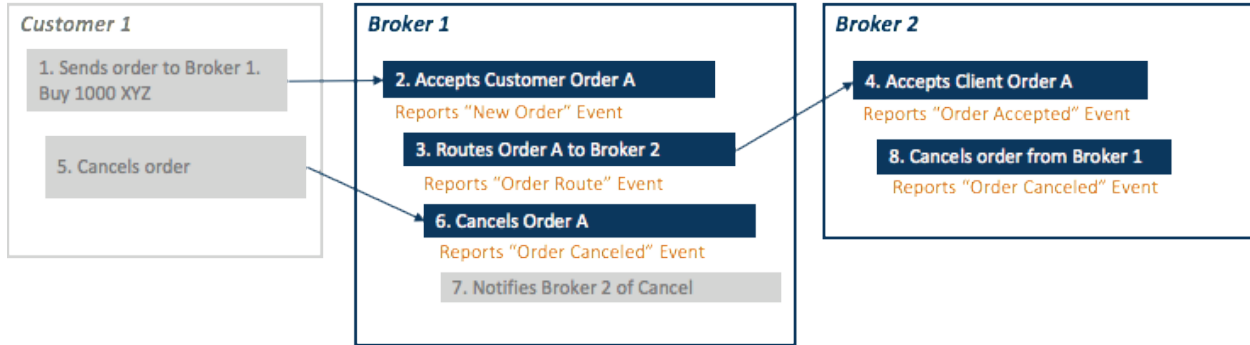 Customer 1
1. Sends order to Broker 1.
Buy 1000 XYZ
5. Cancels order
Broker 1
2. Accepts Customer Order A
Reports “New Order” Event
3. Routes Order A to Broker 2
Reports “Order Route” Event
6. Cancels Order A
Reports “Order Canceled” Event
7. Notifies Broker 2 of Cancel
Broker 2
4. Accepts Client Order A
Reports “Order Accepted” Event
8. Cancels order from Broker 1
Reports “Order Canceled” Event